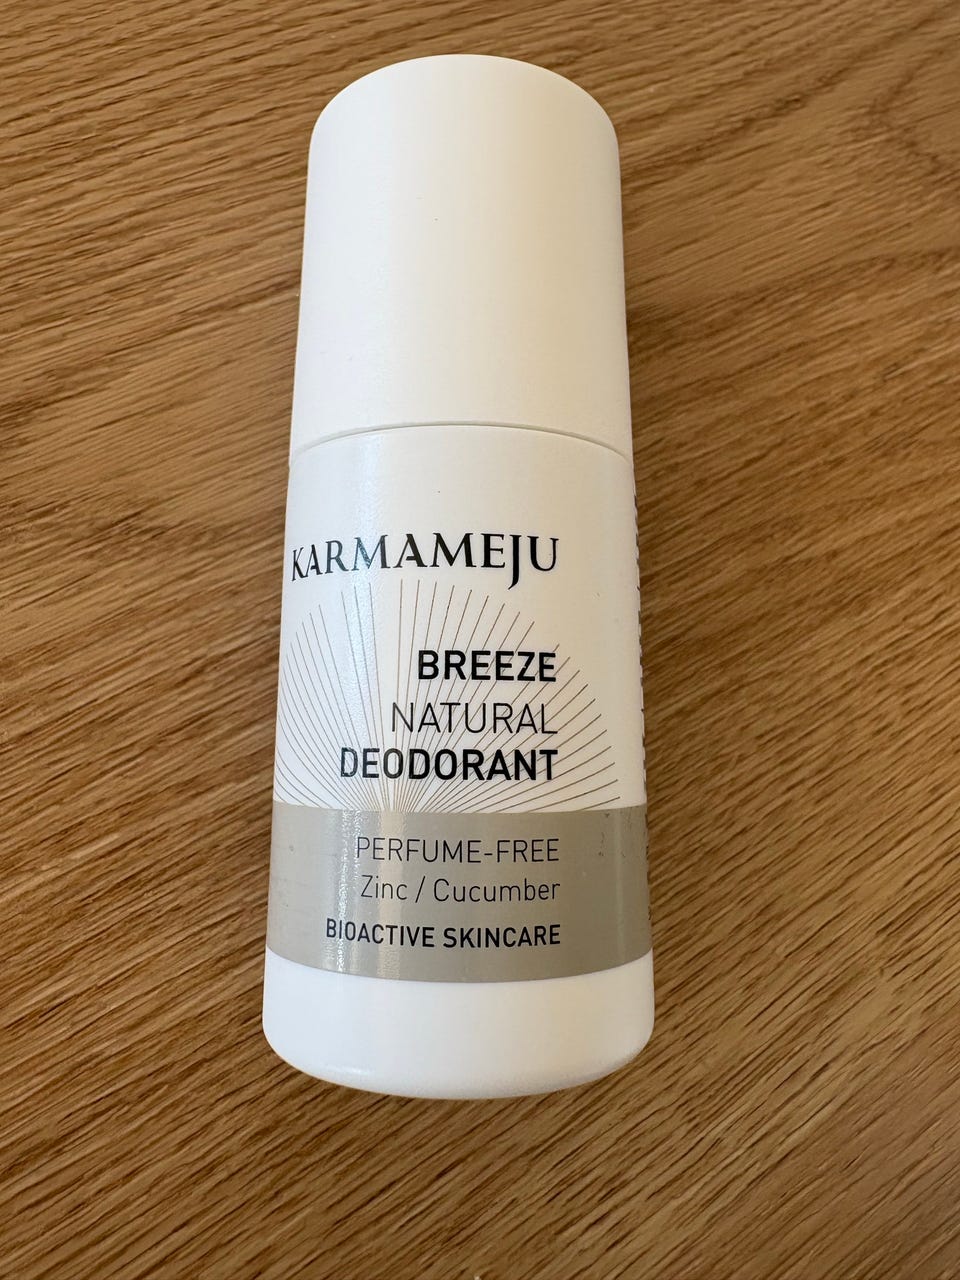 KARMAMEJU
BREEZE
NATURAL
DEODORANT
PERFUME-FREE
Zinc / Cucumber
BIOACTIVE SKINCARE